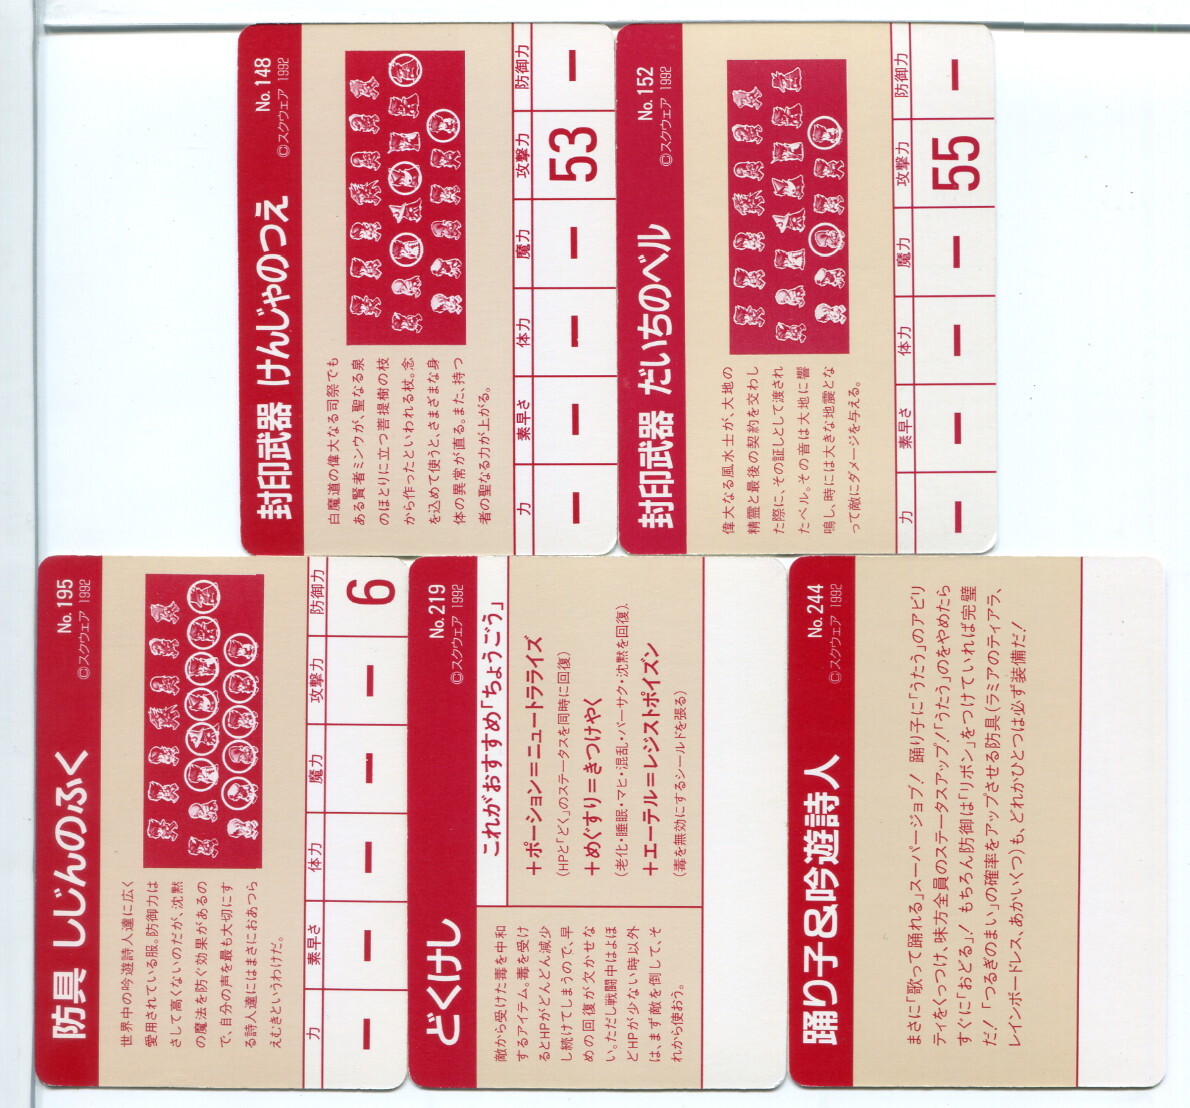 封印武器 けんじゃのつえ
No.148
©スクウェア 1992
白魔道の偉大なる司祭でも
ある賢者ミンウが、聖なる泉
のほとりに立つ菩提樹の枝
から作ったといわれる杖。念
を込めて使うと、さまざまな身
体の異常が直る。また、持つ
者の聖なる力が上がる。
力 素早さ 体力 魔力 攻撃力 防御力
ー ー ー ー 53 ー
封印武器 だいちのベル
No.152
©スクウェア 1992
偉大なる風水士が、大地の
精霊と最後の契約を交わし
た際に、その証しとして渡され
たベル。その音は大地に響
鳴し、時には大きな地震とな
って敵にダメージを与える。
力 素早さ 体力 魔力 攻撃力 防御力
ー ー ー ー 55 ー
防具 しじんのふく
No.195
©スクウェア 1992
世界中の吟遊詩人達に広く
愛用されている服。防御力は
さして高くないのだが、沈黙
の魔法を防ぐ効果があるの
で、自分の声を最も大切にす
る詩人達にはまさにおあつら
えむきというわけだ。
力 素早さ 体力 魔力 攻撃力 防御力
ー ー ー ー ー 6
どくけし
No.219
©スクウェア 1992
敵から受けた毒を中和
するアイテム。毒を受け
るとHPがどんどん減少
し続けてしまうので、早
めの回復が欠かせな
い。ただし戦闘中はよほ
どHPが少ない時以外
は、まず敵を倒して、そ
れから使おう。
これがおすすめ「ちょうごう」
＋ポーション＝ニュートラライズ
(HPと「どく」のステータスを同時に回復)
＋めぐすり＝きつけやく
(老化・睡眠・マヒ・混乱・バーサク・沈黙を回復)
＋エーテル＝レジストポイズン
(毒を無効にするシールドを張る)
踊り子&吟遊詩人
No.244
©スクウェア 1992
まさに「歌って踊れる」スーパージョブ！ 踊り子に「うたう」のアビリ
ティをくっつけ、味方全員のステータスアップ！「うたう」のをやめたら
すぐに「おどる」！ もちろん防御は「リボン」をつけていれば完璧
だ！「つるぎのまい」の確率をアップさせる防具(ラミアのティアラ、
レインボードレス、あかいくつ)も、どれかひとつは必ず装備だ！